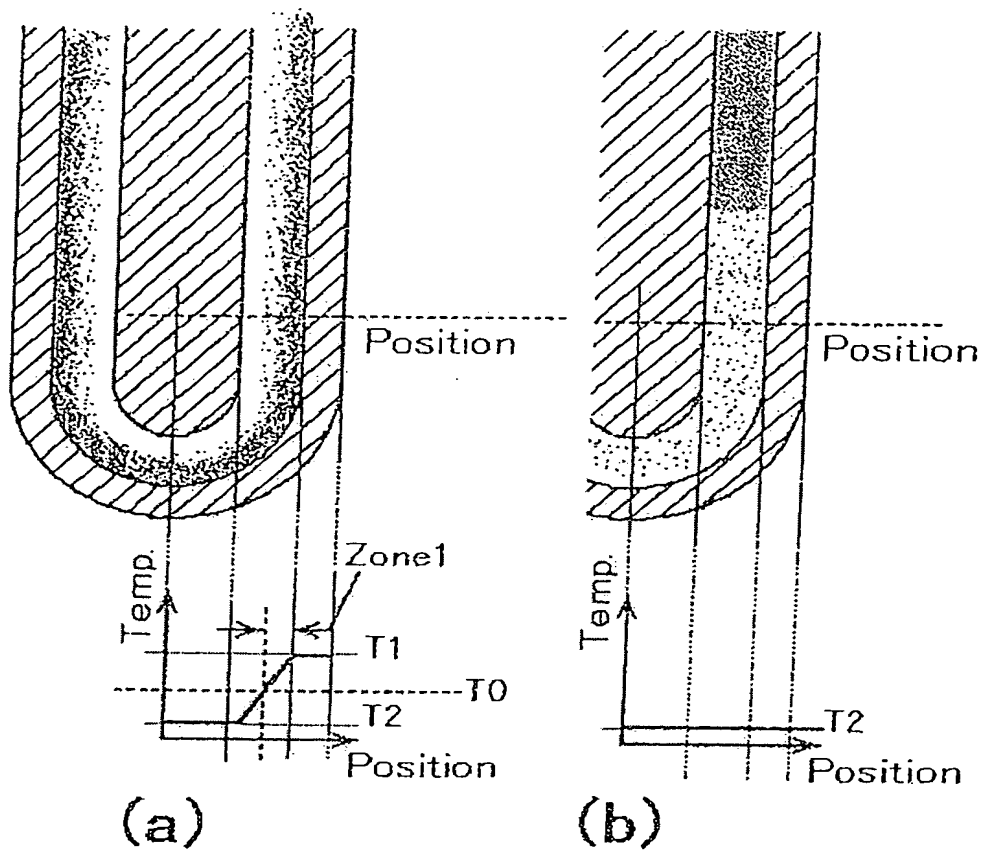 Position
Position
Zone1
Temp.
T1
T0
T2
Position
Temp.
T2
Position
(a)
(b)